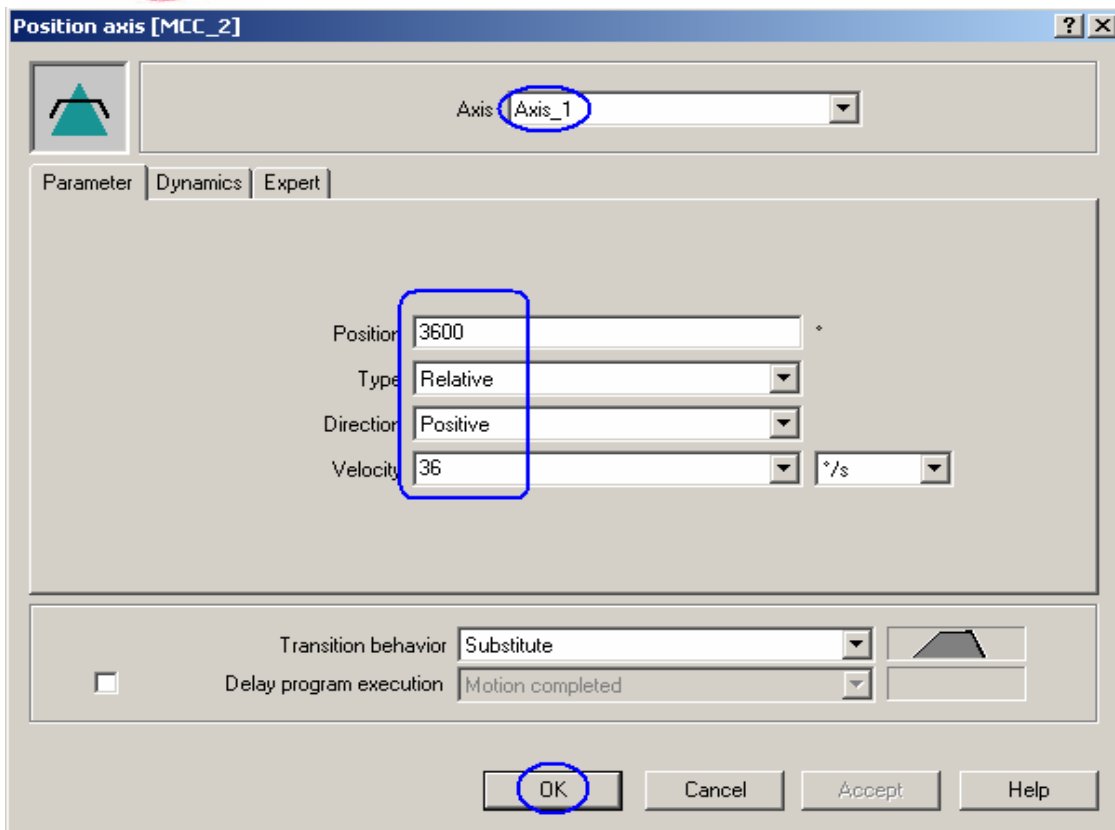 Position axis [MCC_2]
Axis Axis_1
Parameter Dynamics Expert
Position 3600 °
Type Relative
Direction Positive
Velocity 36 °/s
Transition behavior Substitute
Delay program execution Motion completed
OK Cancel Accept Help